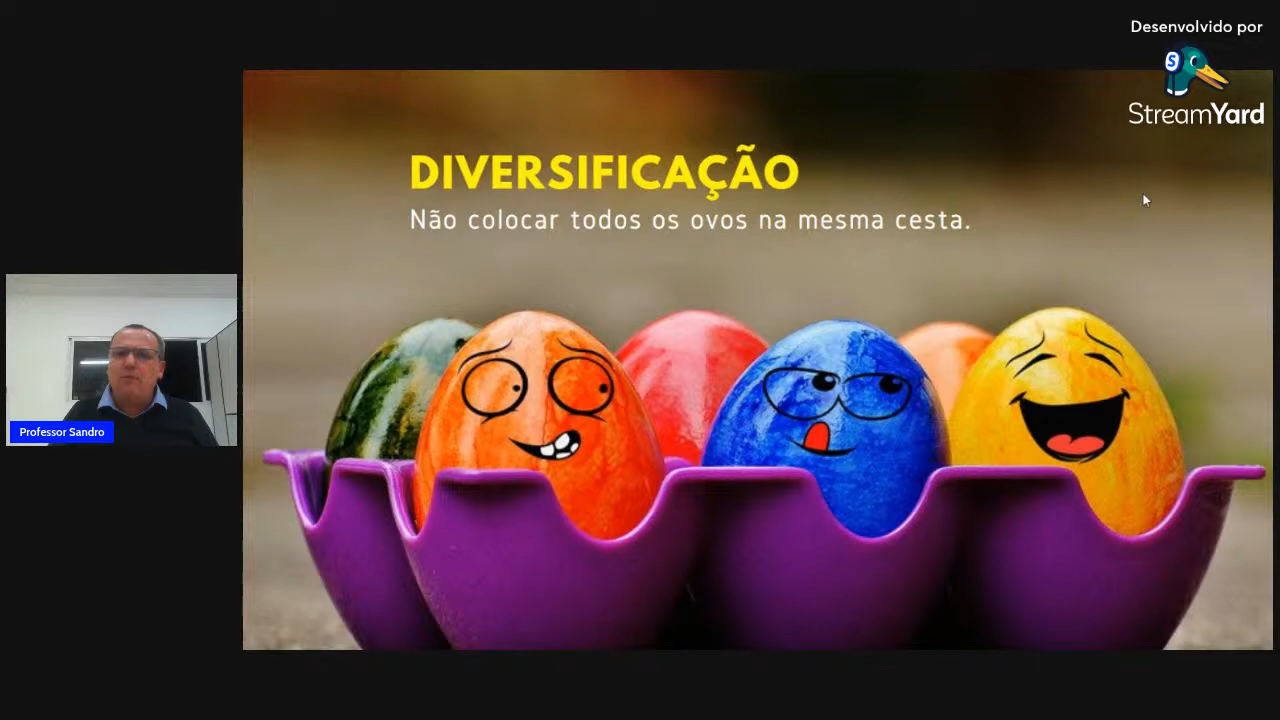 Desenvolvido por
StreamYard
DIVERSIFICAÇÃO
Não colocar todos os ovos na mesma cesta.
Professor Sandro